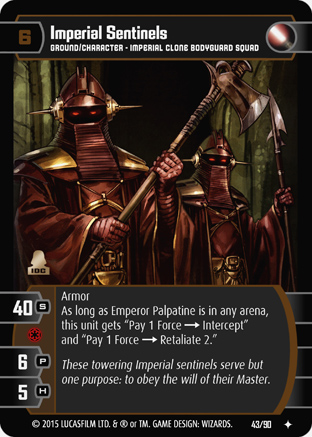 6
Imperial Sentinels
GROUND/CHARACTER - IMPERIAL CLONE BODYGUARD SQUAD
IDC
40 S
Armor
As long as Emperor Palpatine is in any arena,
this unit gets “Pay 1 Force → Intercept”
and “Pay 1 Force → Retaliate 2.”
6 P
These towering Imperial sentinels serve but
5 H
one purpose: to obey the will of their Master.
© 2015 LUCASFILM LTD. & ® or TM. GAME DESIGN: WIZARDS. 43/90